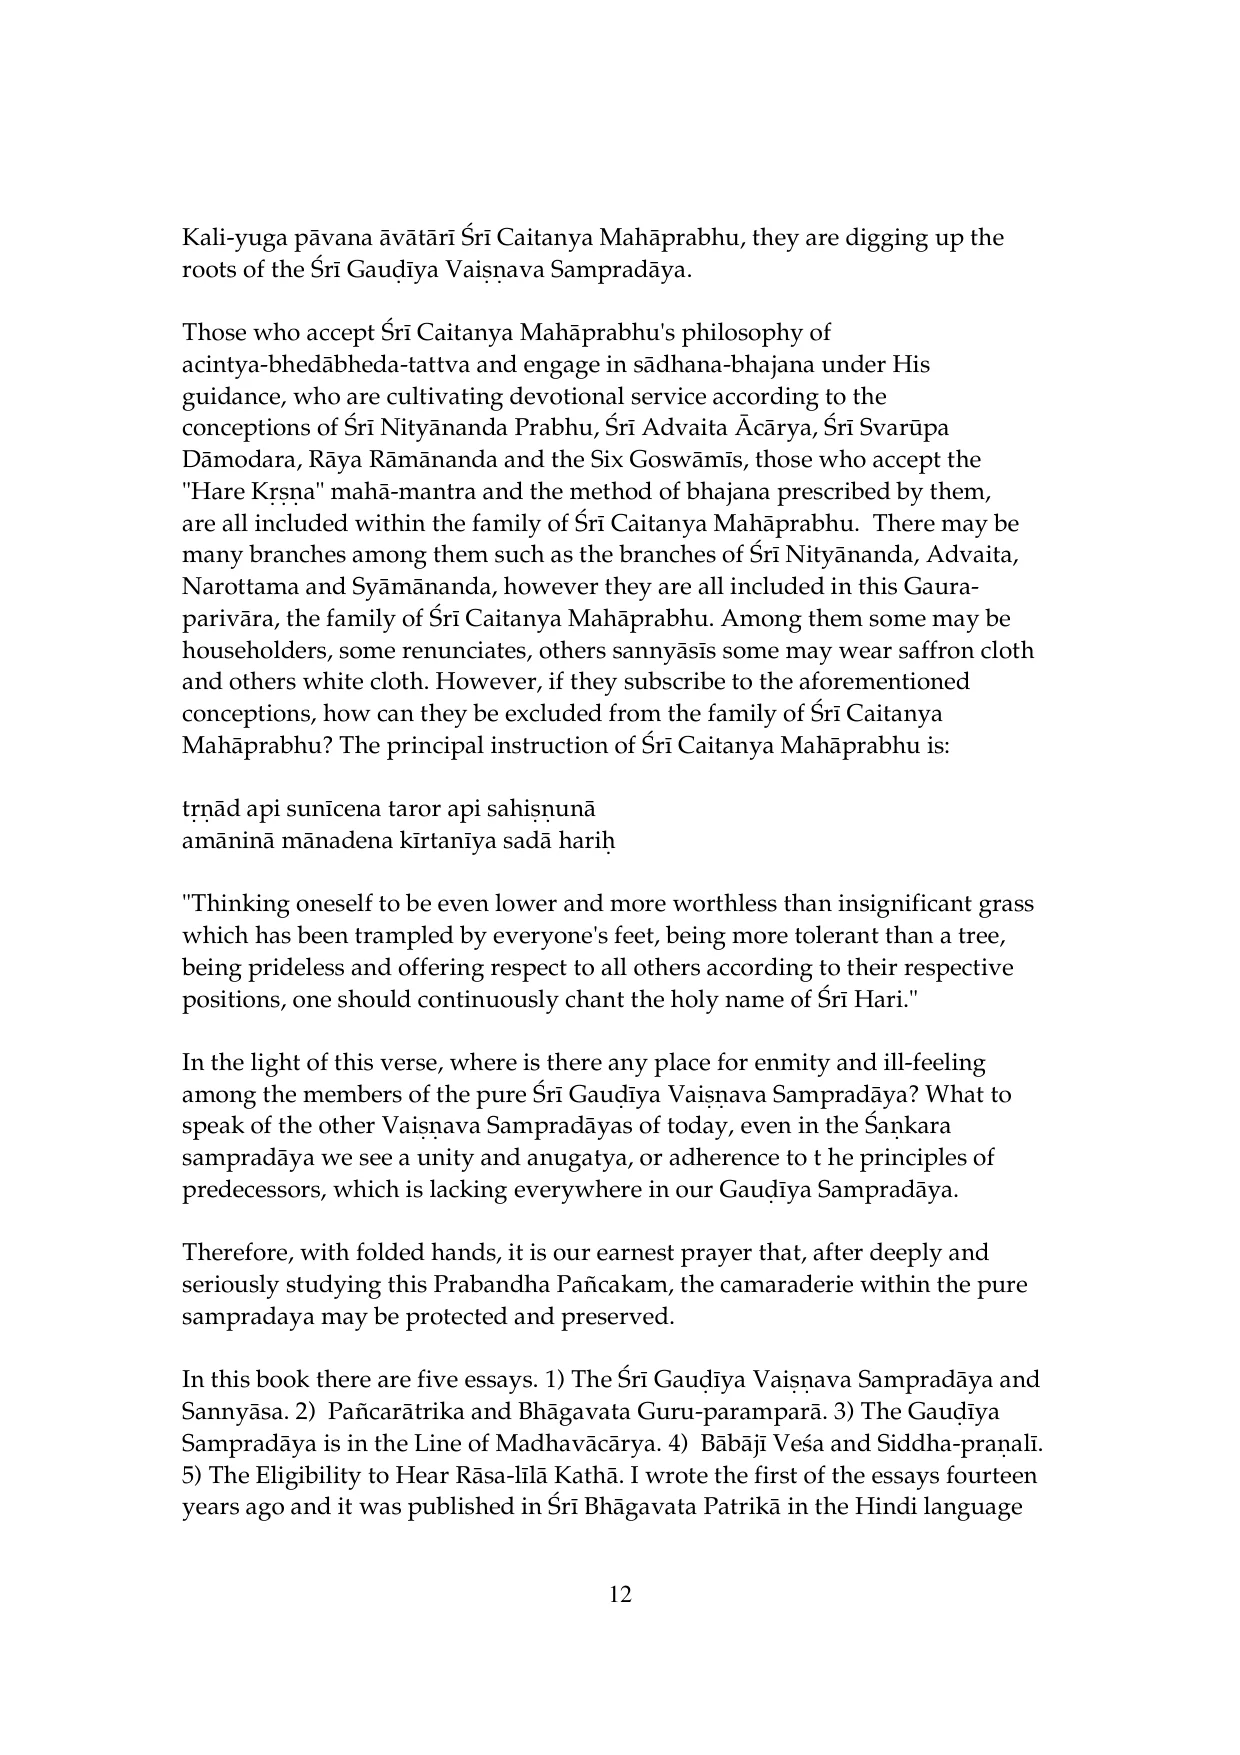 Kali-yuga pāvana āvātārī Śrī Caitanya Mahāprabhu, they are digging up the
roots of the Śrī Gauḍīya Vaiṣṇava Sampradāya.
Those who accept Śrī Caitanya Mahāprabhu's philosophy of
acintya-bhedābheda-tattva and engage in sādhana-bhajana under His
guidance, who are cultivating devotional service according to the
conceptions of Śrī Nityānanda Prabhu, Śrī Advaita Ācārya, Śrī Svarūpa
Dāmodara, Rāya Rāmānanda and the Six Goswāmīs, those who accept the
"Hare Kṛṣṇa" mahā-mantra and the method of bhajana prescribed by them,
are all included within the family of Śrī Caitanya Mahāprabhu.  There may be
many branches among them such as the branches of Śrī Nityānanda, Advaita,
Narottama and Syāmānanda, however they are all included in this Gaura-
parivāra, the family of Śrī Caitanya Mahāprabhu. Among them some may be
householders, some renunciates, others sannyāsīs some may wear saffron cloth
and others white cloth. However, if they subscribe to the aforementioned
conceptions, how can they be excluded from the family of Śrī Caitanya
Mahāprabhu? The principal instruction of Śrī Caitanya Mahāprabhu is:
tṛṇād api sunīcena taror api sahiṣṇunā
amāninā mānadena kīrtanīya sadā hariḥ
"Thinking oneself to be even lower and more worthless than insignificant grass
which has been trampled by everyone's feet, being more tolerant than a tree,
being prideless and offering respect to all others according to their respective
positions, one should continuously chant the holy name of Śrī Hari."
In the light of this verse, where is there any place for enmity and ill-feeling
among the members of the pure Śrī Gauḍīya Vaiṣṇava Sampradāya? What to
speak of the other Vaiṣṇava Sampradāyas of today, even in the Śaṇkara
sampradāya we see a unity and anugatya, or adherence to t he principles of
predecessors, which is lacking everywhere in our Gauḍīya Sampradāya.
Therefore, with folded hands, it is our earnest prayer that, after deeply and
seriously studying this Prabandha Pañcakam, the camaraderie within the pure
sampradaya may be protected and preserved.
In this book there are five essays. 1) The Śrī Gauḍīya Vaiṣṇava Sampradāya and
Sannyāsa. 2)  Pañcarātrika and Bhāgavata Guru-paramparā. 3) The Gauḍīya
Sampradāya is in the Line of Madhavācārya. 4)  Bābājī Veśa and Siddha-praṇalī.
5) The Eligibility to Hear Rāsa-līlā Kathā. I wrote the first of the essays fourteen
years ago and it was published in Śrī Bhāgavata Patrikā in the Hindi language
12